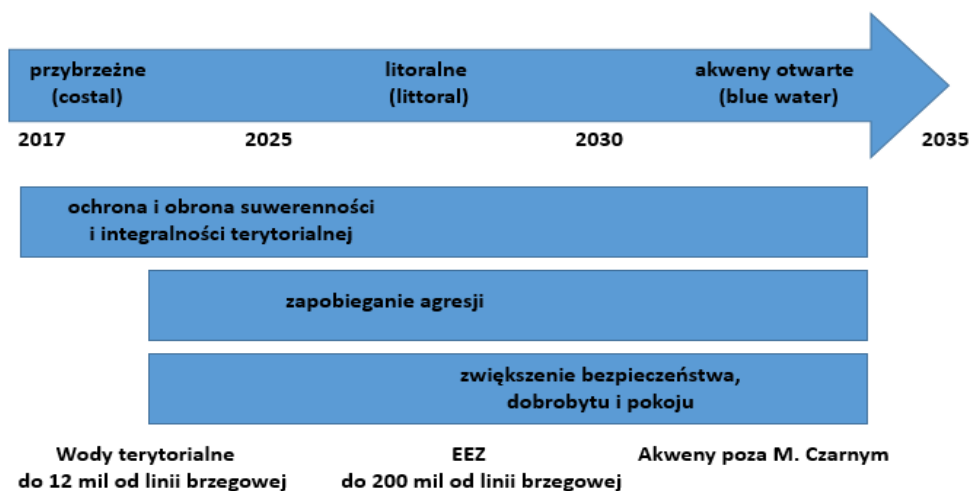 przybrzeżne
(costal)
litoralne
(littoral)
akweny otwarte
(blue water)
2017
2025
2030
2035
ochrona i obrona suwerenności
i integralności terytorialnej
zapobieganie agresji
zwiększenie bezpieczeństwa,
dobrobytu i pokoju
Wody terytorialne
do 12 mil od linii brzegowej
EEZ
do 200 mil od linii brzegowej
Akweny poza M. Czarnym